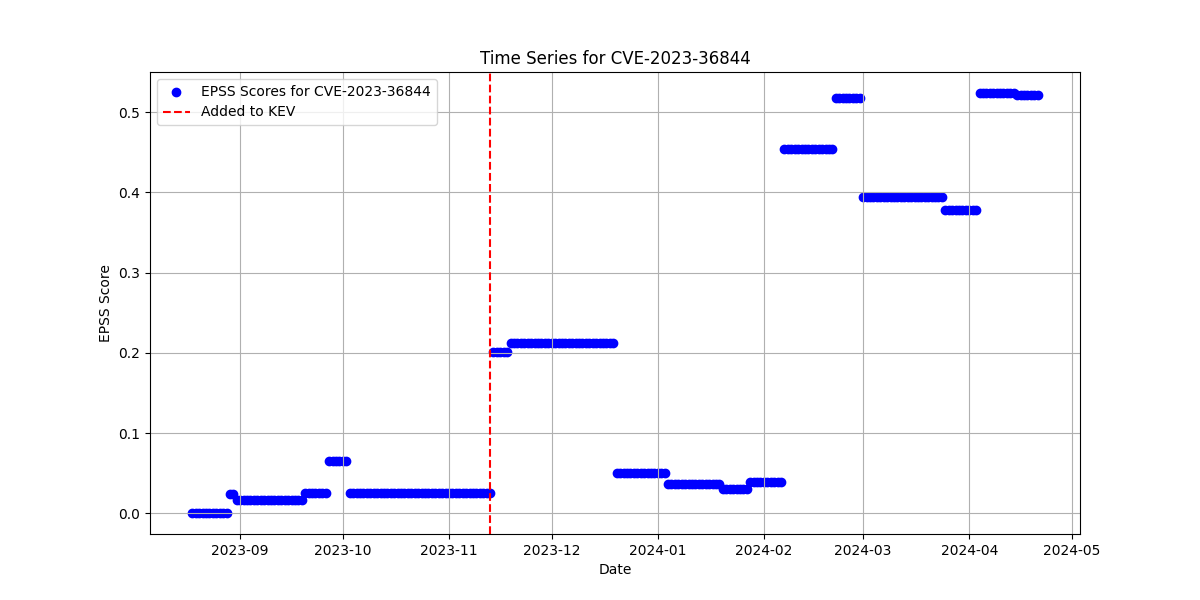 Time Series for CVE-2023-36844
EPSS Scores for CVE-2023-36844
Added to KEV
EPSS Score
0.5
0.4
0.3
0.2
0.1
0.0
2023-09 2023-10 2023-11 2023-12 2024-01 2024-02 2024-03 2024-04 2024-05
Date